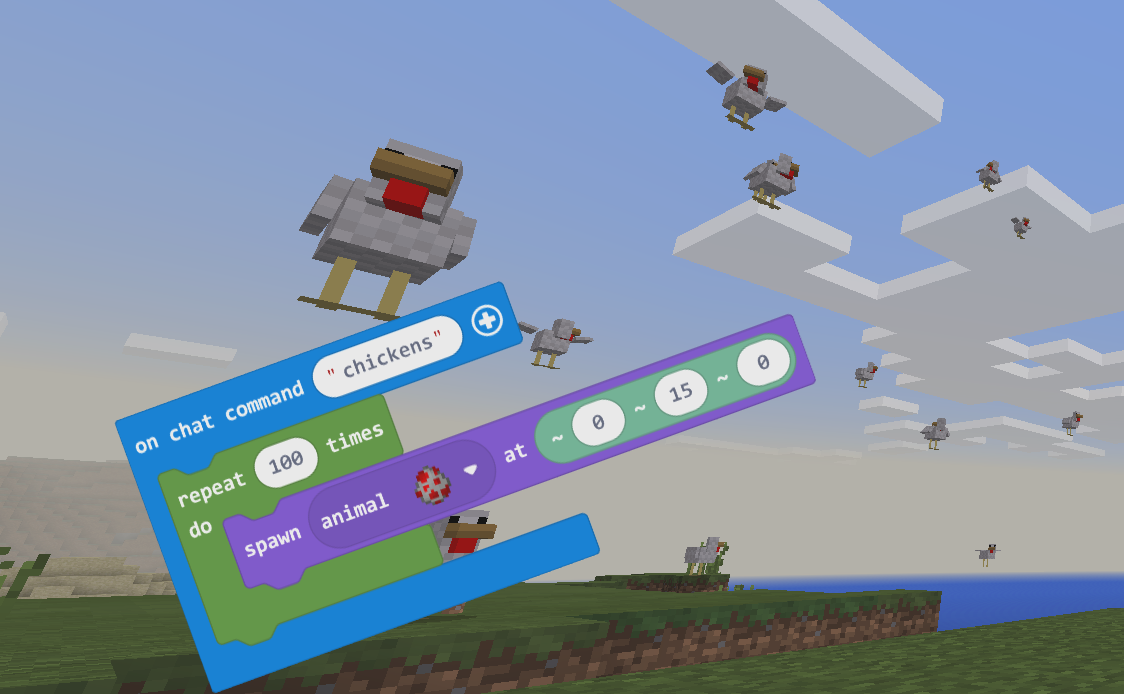 on chat command "chickens"
repeat 100 times
do
spawn animal at ~ 0 ~ 15 ~ 0